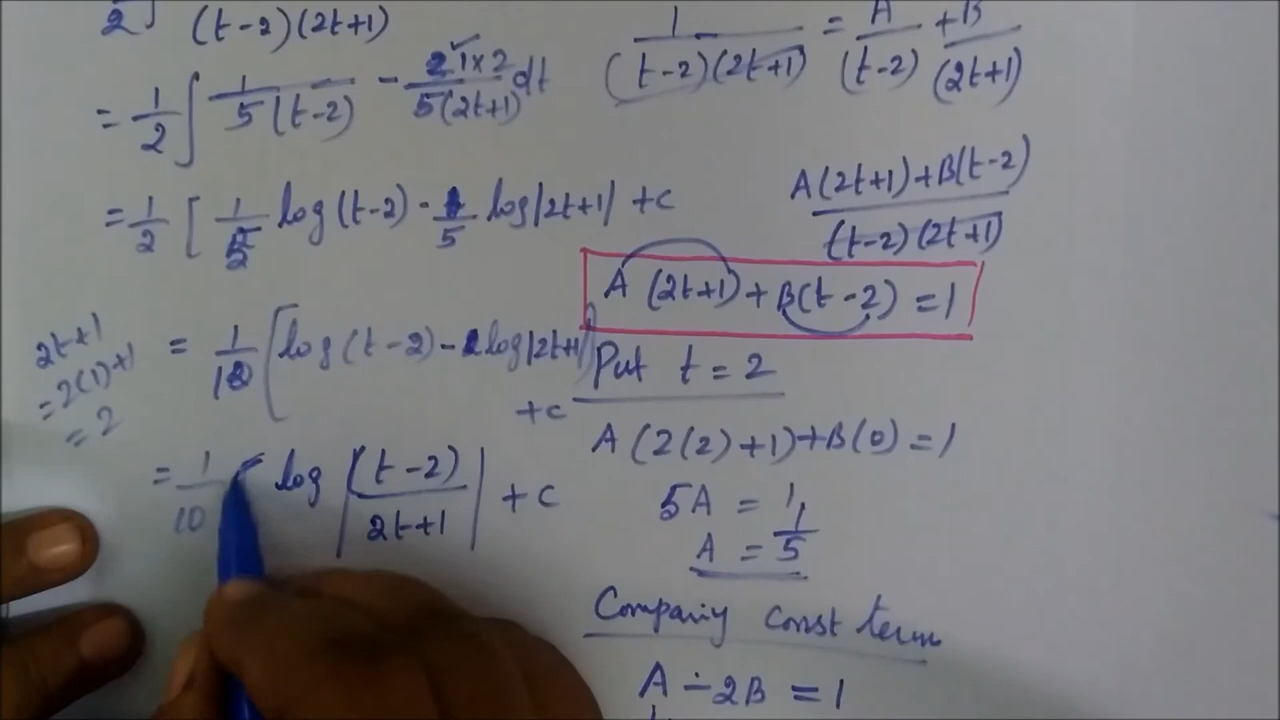 2∫ (t-2)(2t+1)
= 1/2 ∫ 1/5(t-2) - 1×2/5(2t+1) dt
= 1/2 [ 1/5 log(t-2) - 1/5 log|2t+1| + c
2t+1
= 2(1)+1
= 2
= 1/10 [log(t-2) - log|2t+1|]
+c
= 1/10 log |(t-2)/2t+1| + c
1/(t-2)(2t+1) = A/(t-2) + B/(2t+1)
A(2t+1)+B(t-2)/(t-2)(2t+1)
A (2t+1)+B(t-2) = 1
Put t = 2
A(2(2)+1)+B(0) = 1
5A = 1
A = 1/5
Company const term
A - 2B = 1